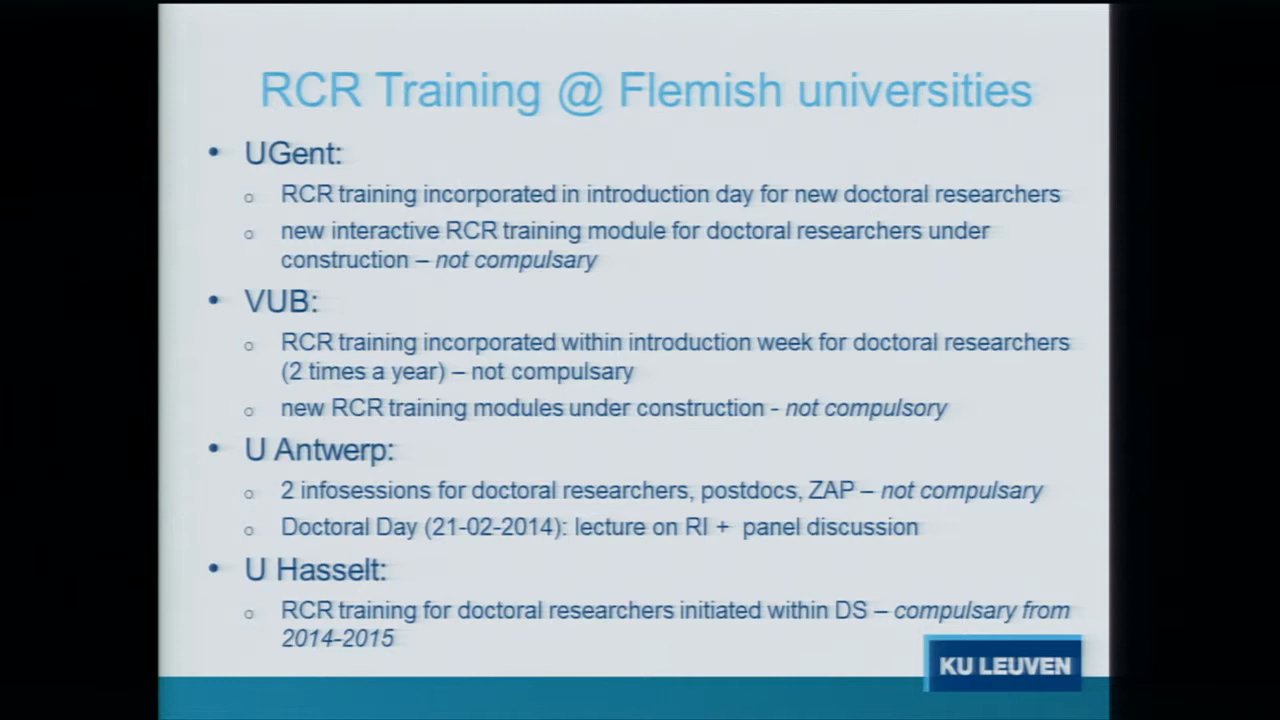 RCR Training @ Flemish universities
• UGent:
o RCR training incorporated in introduction day for new doctoral researchers
o new interactive RCR training module for doctoral researchers under
construction – not compulsary
• VUB:
o RCR training incorporated within introduction week for doctoral researchers
(2 times a year) – not compulsary
o new RCR training modules under construction - not compulsory
• U Antwerp:
o 2 infosessions for doctoral researchers, postdocs, ZAP – not compulsary
o Doctoral Day (21-02-2014): lecture on RI + panel discussion
• U Hasselt:
o RCR training for doctoral researchers initiated within DS – compulsary from
2014-2015
KU LEUVEN